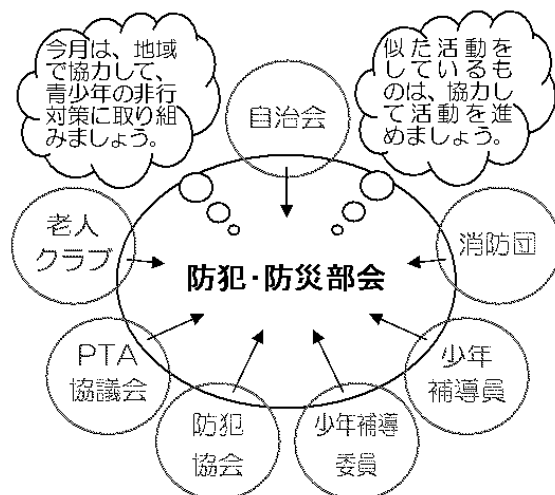 今月は、地域
で協力して、
青少年の非行
対策に取り組
みましょう。
似た活動を
しているも
のは、協力し
て活動を進
めましょう。
自治会
老人
クラブ
消防団
防犯・防災部会
PTA
協議会
少年
補導員
防犯
協会
少年補導
委員